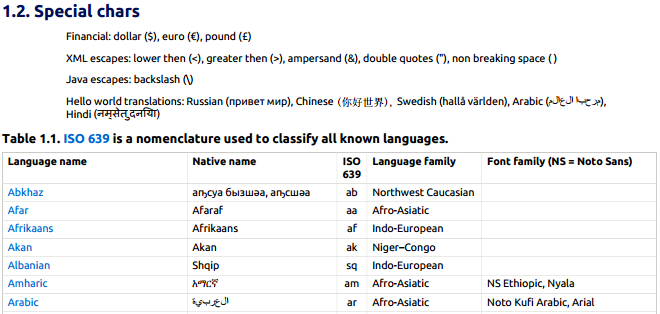 1.2. Special chars
Financial: dollar ($), euro (€), pound (£)
XML escapes: lower then (<), greater then (>), ampersand (&), double quotes ("), non breaking space ( )
Java escapes: backslash (\)
Hello world translations: Russian (привет мир), Chinese (你好世界), Swedish (hallå världen), Arabic (مرحبا العالم),
Hindi (नमस्ते दुनिया)
Table 1.1. ISO 639 is a nomenclature used to classify all known languages.
Language name Native name ISO 639 Language family Font family (NS = Noto Sans)
Abkhaz аҧсуа бызшәа, аҧсшәа ab Northwest Caucasian
Afar Afaraf aa Afro-Asiatic
Afrikaans Afrikaans af Indo-European
Akan Akan ak Niger–Congo
Albanian Shqip sq Indo-European
Amharic አማርኛ am Afro-Asiatic NS Ethiopic, Nyala
Arabic العربية ar Afro-Asiatic Noto Kufi Arabic, Arial